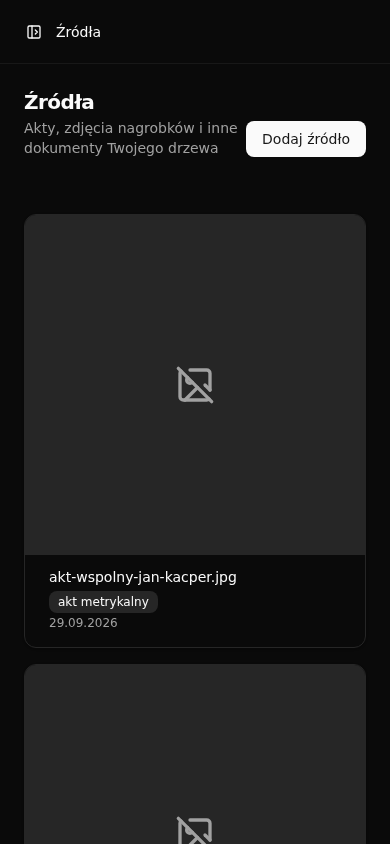 Źródła
Źródła
Akty, zdjęcia nagrobków i inne
dokumenty Twojego drzewa
Dodaj źródło
akt-wspolny-jan-kacper.jpg
akt metrykalny
29.09.2026